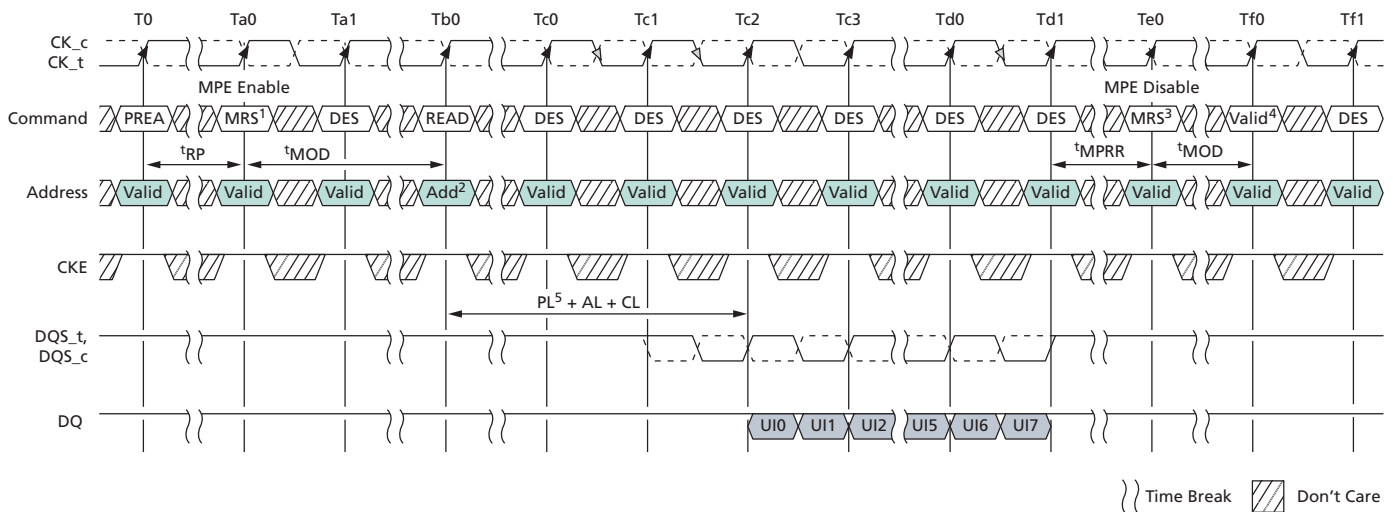 T0 Ta0 Ta1 Tb0 Tc0 Tc1 Tc2 Tc3 Td0 Td1 Te0 Tf0 Tf1
CK_c
CK_t
MPE Enable MPE Disable
Command PREA MRS1 DES READ DES DES DES DES DES DES MRS3 Valid4 DES
tRP tMOD tMPRR tMOD
Address Valid Valid Valid Add2 Valid Valid Valid Valid Valid Valid Valid Valid Valid
CKE
PL5 + AL + CL
DQS_t,
DQS_c
DQ UI0 UI1 UI2 UI5 UI6 UI7
Time Break Don't Care